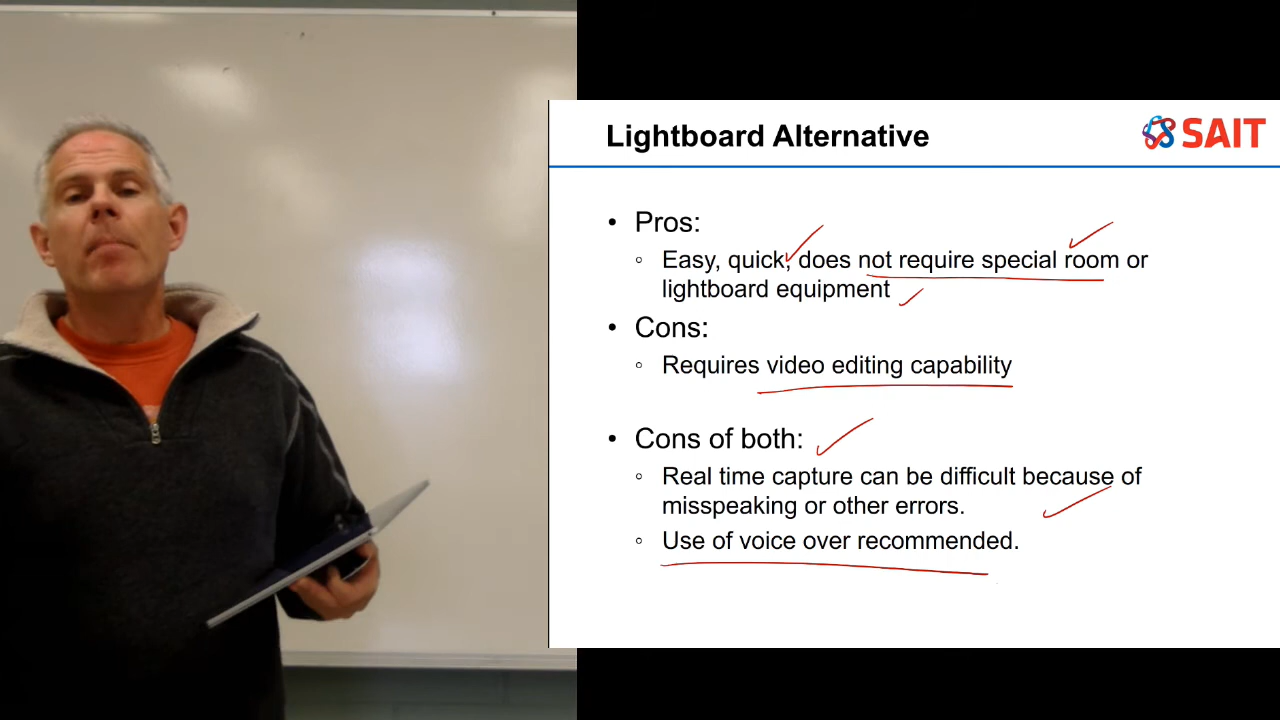 Lightboard Alternative
SAIT
• Pros:
◦ Easy, quick, does not require special room or
lightboard equipment
• Cons:
◦ Requires video editing capability
• Cons of both:
◦ Real time capture can be difficult because of
misspeaking or other errors.
◦ Use of voice over recommended.